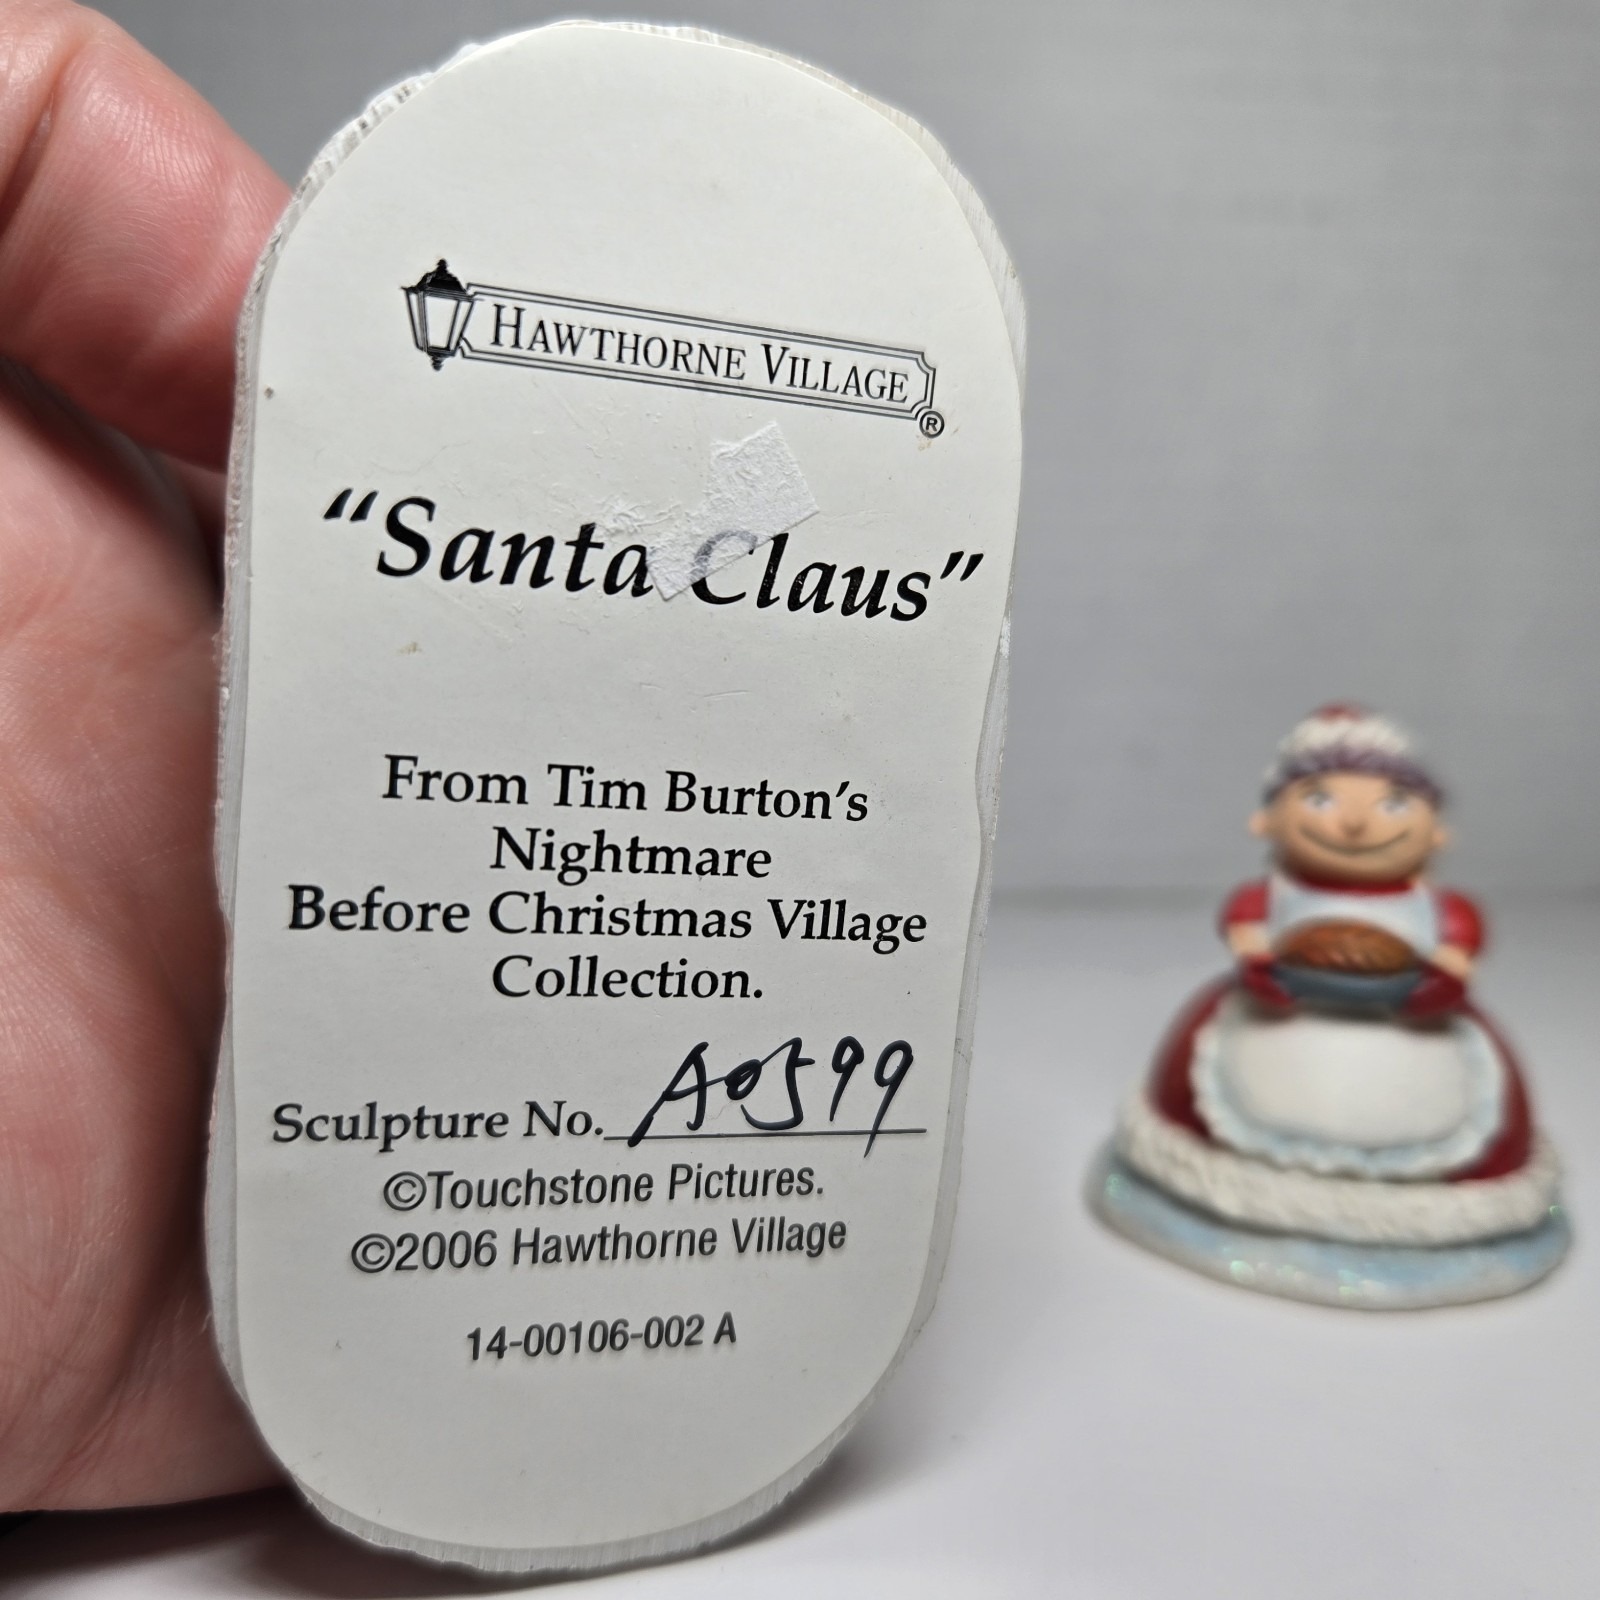 HAWTHORNE VILLAGE ®
“Santa Claus”
From Tim Burton’s
Nightmare
Before Christmas Village
Collection.
Sculpture No. A0599
©Touchstone Pictures.
©2006 Hawthorne Village
14-00106-002 A